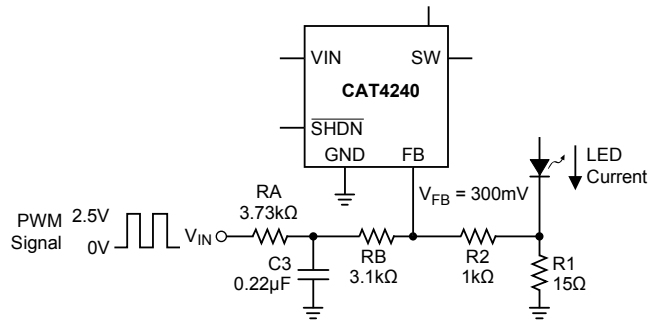 VIN
SW
CAT4240
SHDN
GND
FB
LED
Current
VFB = 300mV
PWM
Signal
2.5V
0V
VIN
RA
3.73kΩ
C3
0.22µF
RB
3.1kΩ
R2
1kΩ
R1
15Ω